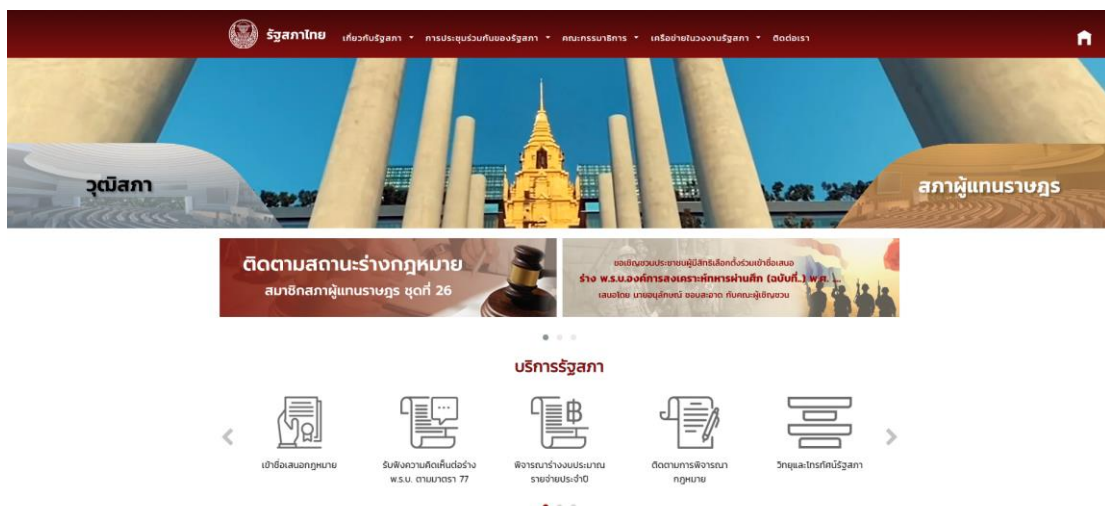 รัฐสภาไทย
เกี่ยวกับรัฐสภา
การประชุมร่วมกันของรัฐสภา
คณะกรรมาธิการ
เครือข่ายในวงงานรัฐสภา
ติดต่อเรา
วุฒิสภา
สภาผู้แทนราษฎร
ติดตามสถานะร่างกฎหมาย
สมาชิกสภาผู้แทนราษฎร ชุดที่ 26
ขอเชิญชวนประชาชนผู้มีสิทธิเลือกตั้งร่วมเข้าชื่อเสนอ
ร่าง พ.ร.บ.องค์การสงเคราะห์ทหารผ่านศึก (ฉบับที่..) พ.ศ. ...
เสนอโดย นายอนุลักษณ์ ชอบสะอาด กับคณะผู้เชิญชวน
บริการรัฐสภา
เข้าชื่อเสนอกฎหมาย
รับฟังความคิดเห็นต่อร่าง
พ.ร.บ. ตามมาตรา 77
พิจารณาร่างงบประมาณ
รายจ่ายประจำปี
ติดตามการพิจารณา
กฎหมาย
วิทยุและโทรทัศน์รัฐสภา